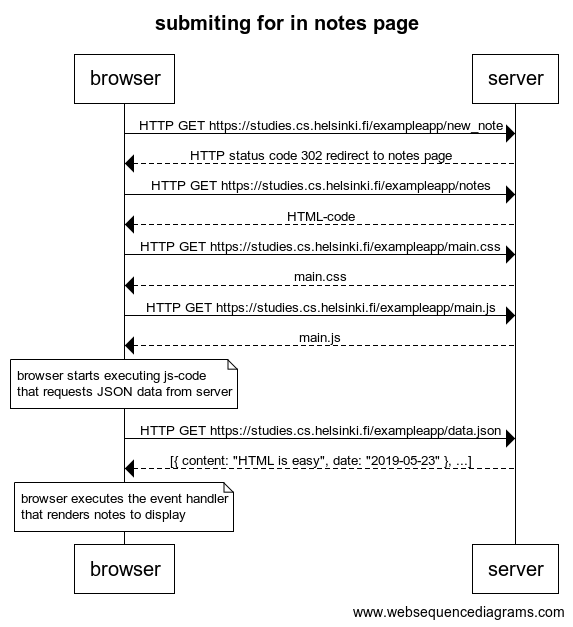 submiting for in notes page
browser
server
HTTP GET https://studies.cs.helsinki.fi/exampleapp/new_note
HTTP status code 302 redirect to notes page
HTTP GET https://studies.cs.helsinki.fi/exampleapp/notes
HTML-code
HTTP GET https://studies.cs.helsinki.fi/exampleapp/main.css
main.css
HTTP GET https://studies.cs.helsinki.fi/exampleapp/main.js
main.js
browser starts executing js-code
that requests JSON data from server
HTTP GET https://studies.cs.helsinki.fi/exampleapp/data.json
[{ content: "HTML is easy", date: "2019-05-23" }, ...]
browser executes the event handler
that renders notes to display
browser
server
www.websequencediagrams.com